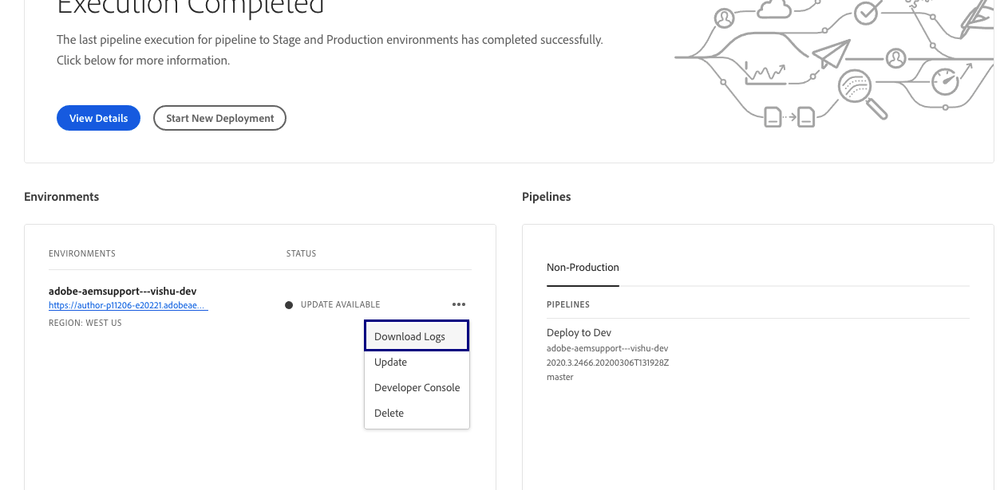 Execution Completed
The last pipeline execution for pipeline to Stage and Production environments has completed successfully.
Click below for more information.
View Details
Start New Deployment
Environments
ENVIRONMENTS
STATUS
adobe-aemsupport---vishu-dev
https://author-p11206-e20221.adobeae...
UPDATE AVAILABLE
REGION: WEST US
Download Logs
Update
Developer Console
Delete
Pipelines
Non-Production
PIPELINES
Deploy to Dev
adobe-aemsupport---vishu-dev
2020.3.2466.20200306T131928Z
master